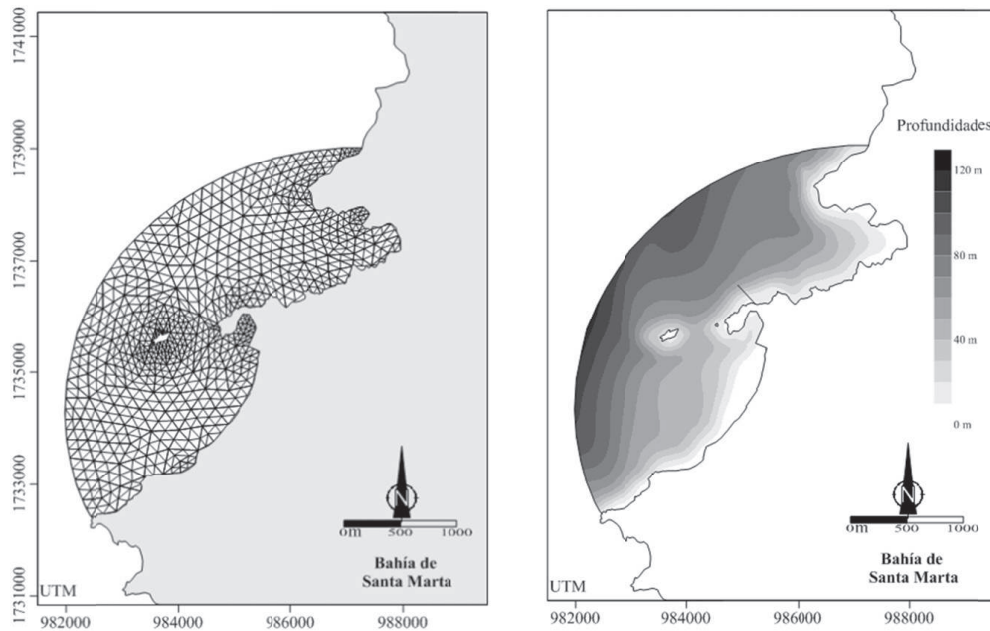 1741000
1739000
1737000
1735000
1733000
1731000
N
0m 500 1000
Bahía de
Santa Marta
UTM
982000 984000 986000 988000
Profundidades
120 m
80 m
40 m
0 m
N
0m 500 1000
Bahía de
Santa Marta
UTM
982000 984000 986000 988000